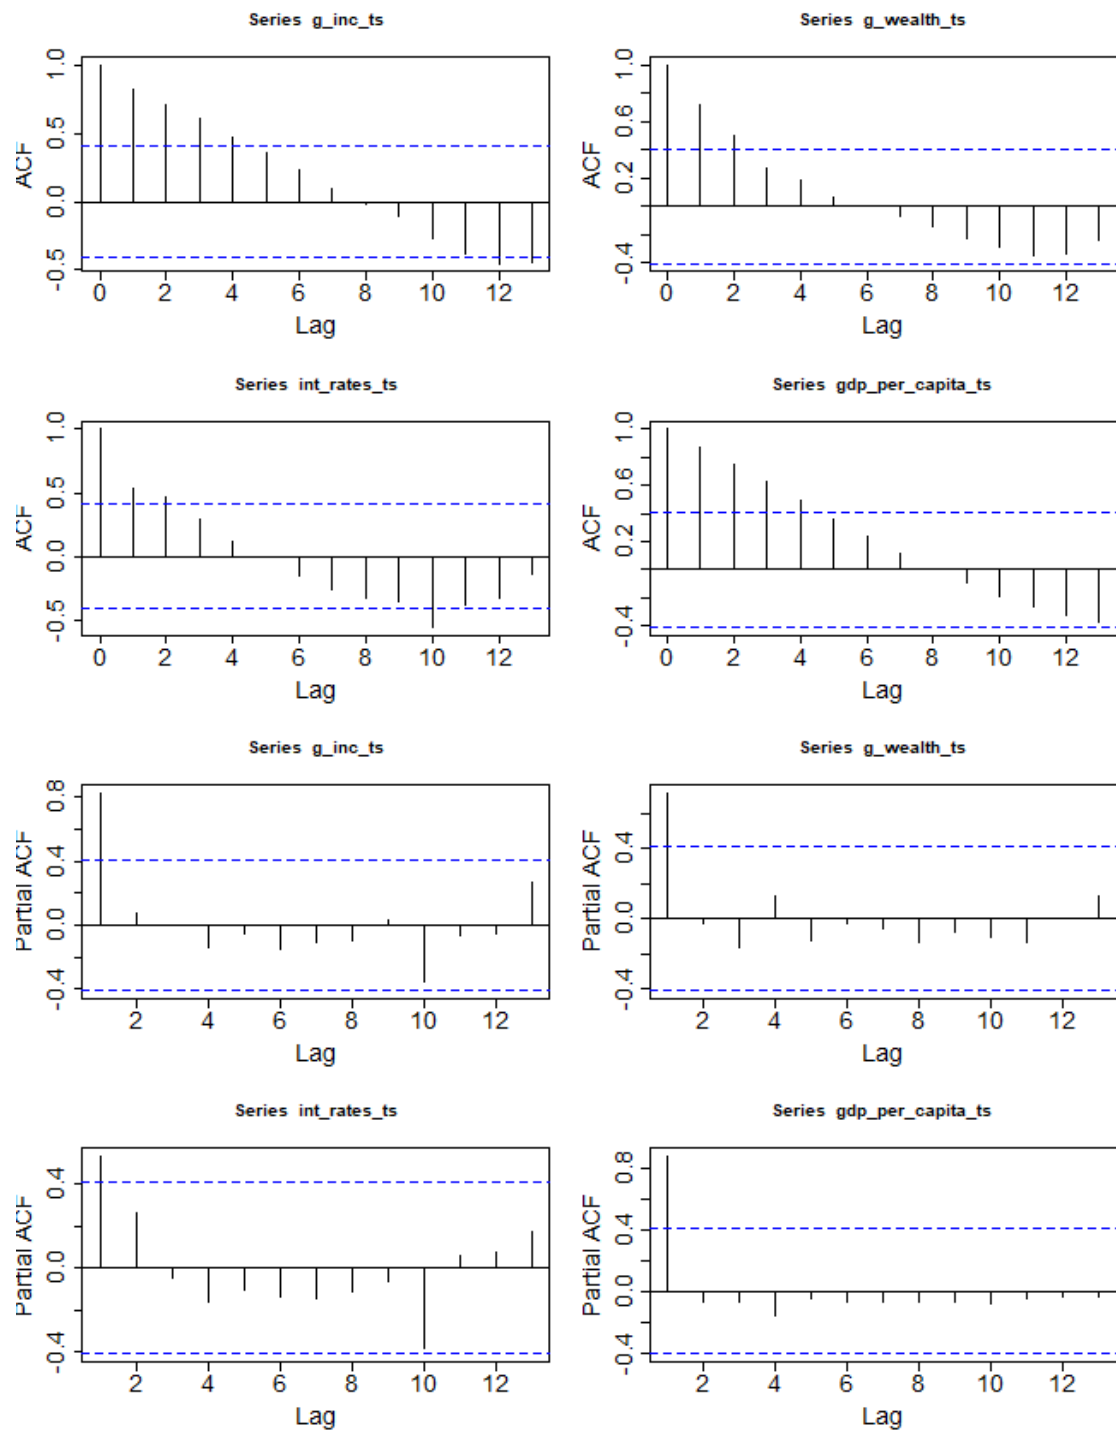 Series g_inc_ts
Series g_wealth_ts
ACF
-0.5 0.0 0.5 1.0
0 2 4 6 8 10 12
Lag
ACF
-0.4 0.2 0.6 1.0
0 2 4 6 8 10 12
Lag
Series int_rates_ts
Series gdp_per_capita_ts
ACF
-0.5 0.0 0.5 1.0
0 2 4 6 8 10 12
Lag
ACF
-0.4 0.2 0.6 1.0
0 2 4 6 8 10 12
Lag
Series g_inc_ts
Series g_wealth_ts
Partial ACF
-0.4 0.0 0.4 0.8
2 4 6 8 10 12
Lag
Partial ACF
-0.4 0.0 0.4
2 4 6 8 10 12
Lag
Series int_rates_ts
Series gdp_per_capita_ts
Partial ACF
-0.4 0.0 0.4
2 4 6 8 10 12
Lag
Partial ACF
-0.4 0.0 0.4 0.8
2 4 6 8 10 12
Lag